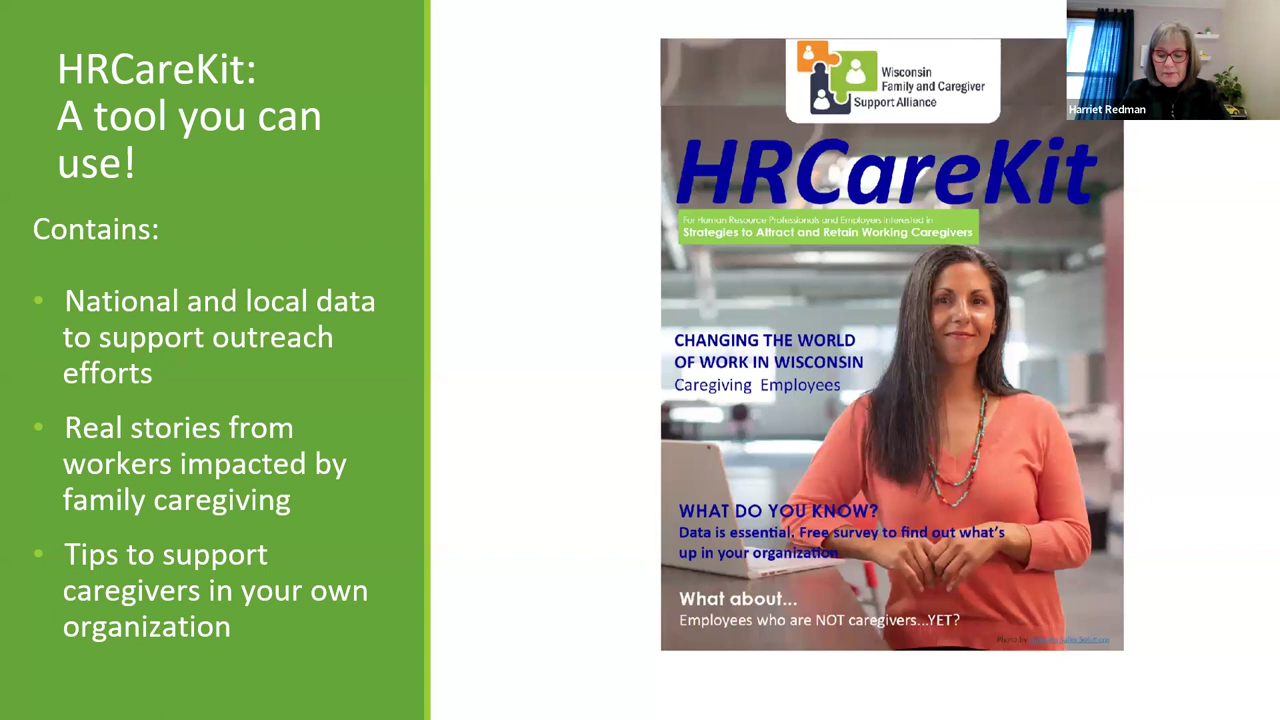 HRCareKit:
A tool you can
use!
Contains:
• National and local data
to support outreach
efforts
• Real stories from
workers impacted by
family caregiving
• Tips to support
caregivers in your own
organization
Wisconsin
Family and Caregiver
Support Alliance
HRCareKit
For Human Resource Professionals and Employers Interested in
Strategies to Attract and Retain Working Caregivers
CHANGING THE WORLD
OF WORK IN WISCONSIN
Caregiving Employees
WHAT DO YOU KNOW?
Data is essential. Free survey to find out what's
up in your organization
What about...
Employees who are NOT caregivers...YET?
Photo by
Harriet Redman